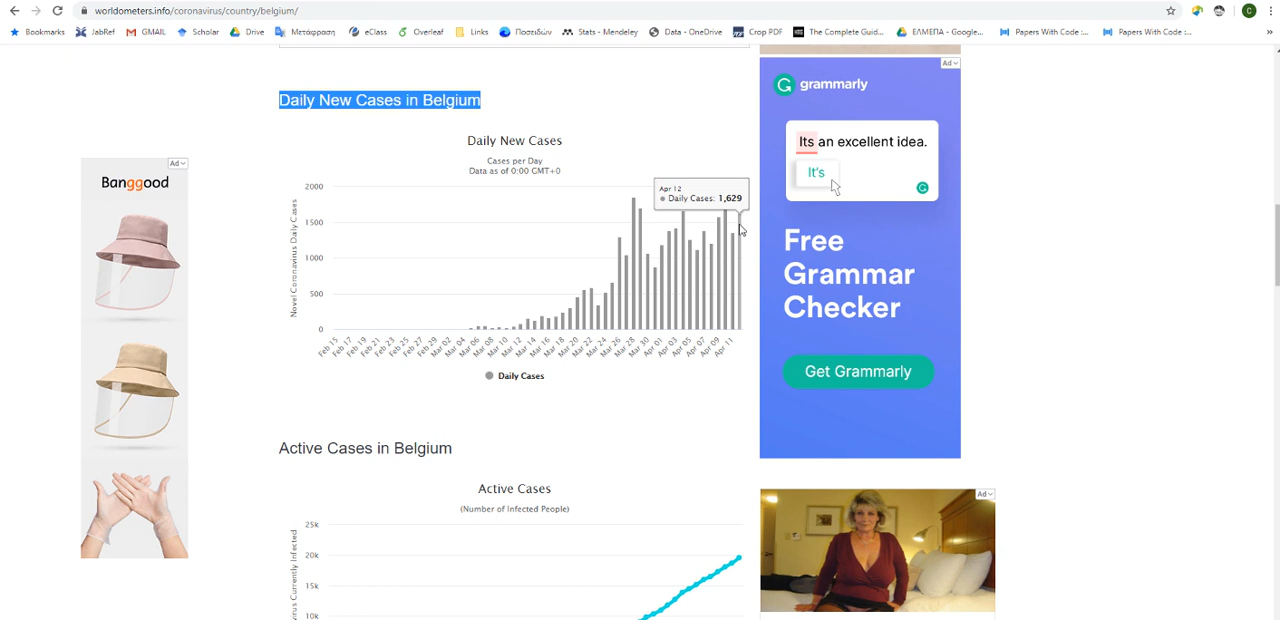 worldometers.info/coronavirus/country/belgium/
C
Bookmarks JabRef GMAIL Scholar Drive Μετάφραση eClass Overleaf Links Ποσειδών Stats - Mendeley Data - OneDrive Crop PDF The Complete Guid... ΕΛΜΕΠΑ - Google... Papers With Code :... Papers With Code :... »
Ad
grammarly
Its an excellent idea.
It's
Free
Grammar
Checker
Get Grammarly
Daily New Cases in Belgium
Daily New Cases
Cases per Day
Data as of 0:00 GMT+0
Novel Coronavirus Daily Cases
2000
1500
1000
500
0
Apr 12
Daily Cases: 1,629
Feb 15 Feb 17 Feb 19 Feb 21 Feb 23 Feb 25 Feb 27 Feb 29 Mar 02 Mar 04 Mar 06 Mar 08 Mar 10 Mar 12 Mar 14 Mar 16 Mar 18 Mar 20 Mar 22 Mar 24 Mar 26 Mar 28 Mar 30 Apr 01 Apr 03 Apr 05 Apr 07 Apr 09 Apr 11
Daily Cases
Ad
Banggood
Active Cases in Belgium
Active Cases
(Number of Infected People)
25k
20k
15k
10k
Currently Infected
Ad